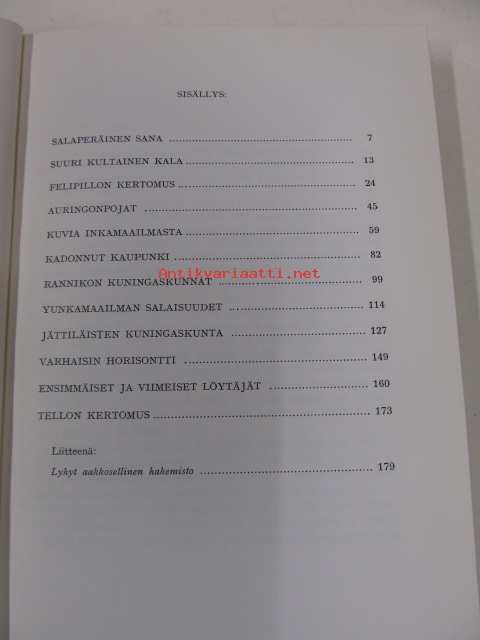 SISÄLLYS:
SALAPERÄINEN SANA 7
SUURI KULTAINEN KALA 13
FELIPILLON KERTOMUS 24
AURINGONPOJAT 45
KUVIA INKAMAAILMASTA 59
KADONNUT KAUPUNKI 82
Antikvariaatti.net
RANNIKON KUNINGASKUNNAT 99
YUNKAMAAILMAN SALAISUUDET 114
JÄTTILÄISTEN KUNINGASKUNTA 127
VARHAISIN HORISONTTI 149
ENSIMMÄISET JA VIIMEISET LÖYTÄJÄT 160
TELLON KERTOMUS 173
Liitteenä:
Lyhyt aakkosellinen hakemisto 179